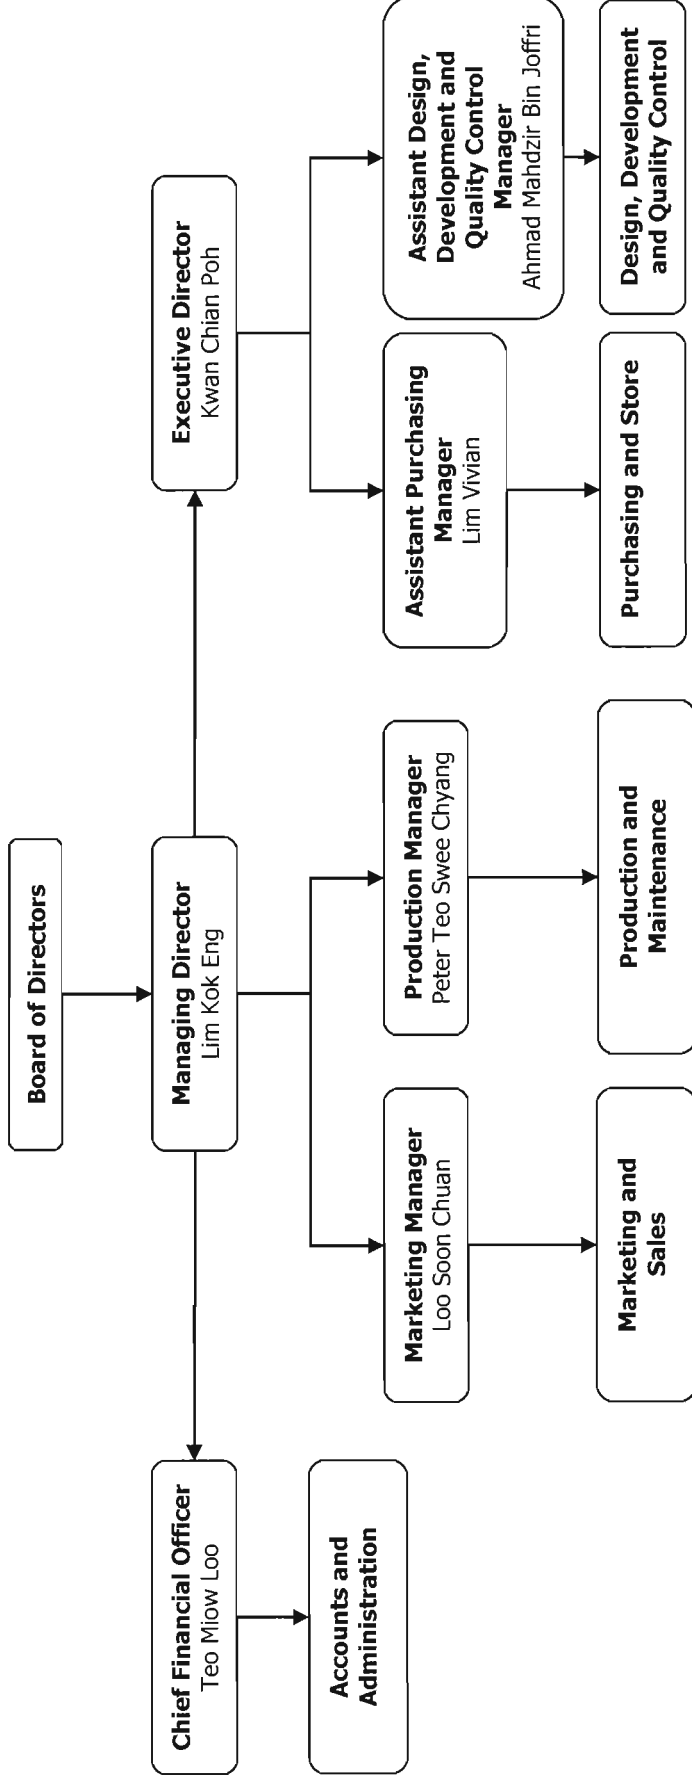 Board of Directors
Managing Director
Lim Kok Eng
Chief Financial Officer
Teo Miow Loo
Executive Director
Kwan Chian Poh
Accounts and
Administration
Marketing Manager
Loo Soon Chuan
Production Manager
Peter Teo Swee Chyang
Assistant Purchasing
Manager
Lim Vivian
Assistant Design,
Development and
Quality Control
Manager
Ahmad Mahdzir Bin Joffri
Marketing and
Sales
Production and
Maintenance
Purchasing and Store
Design, Development
and Quality Control